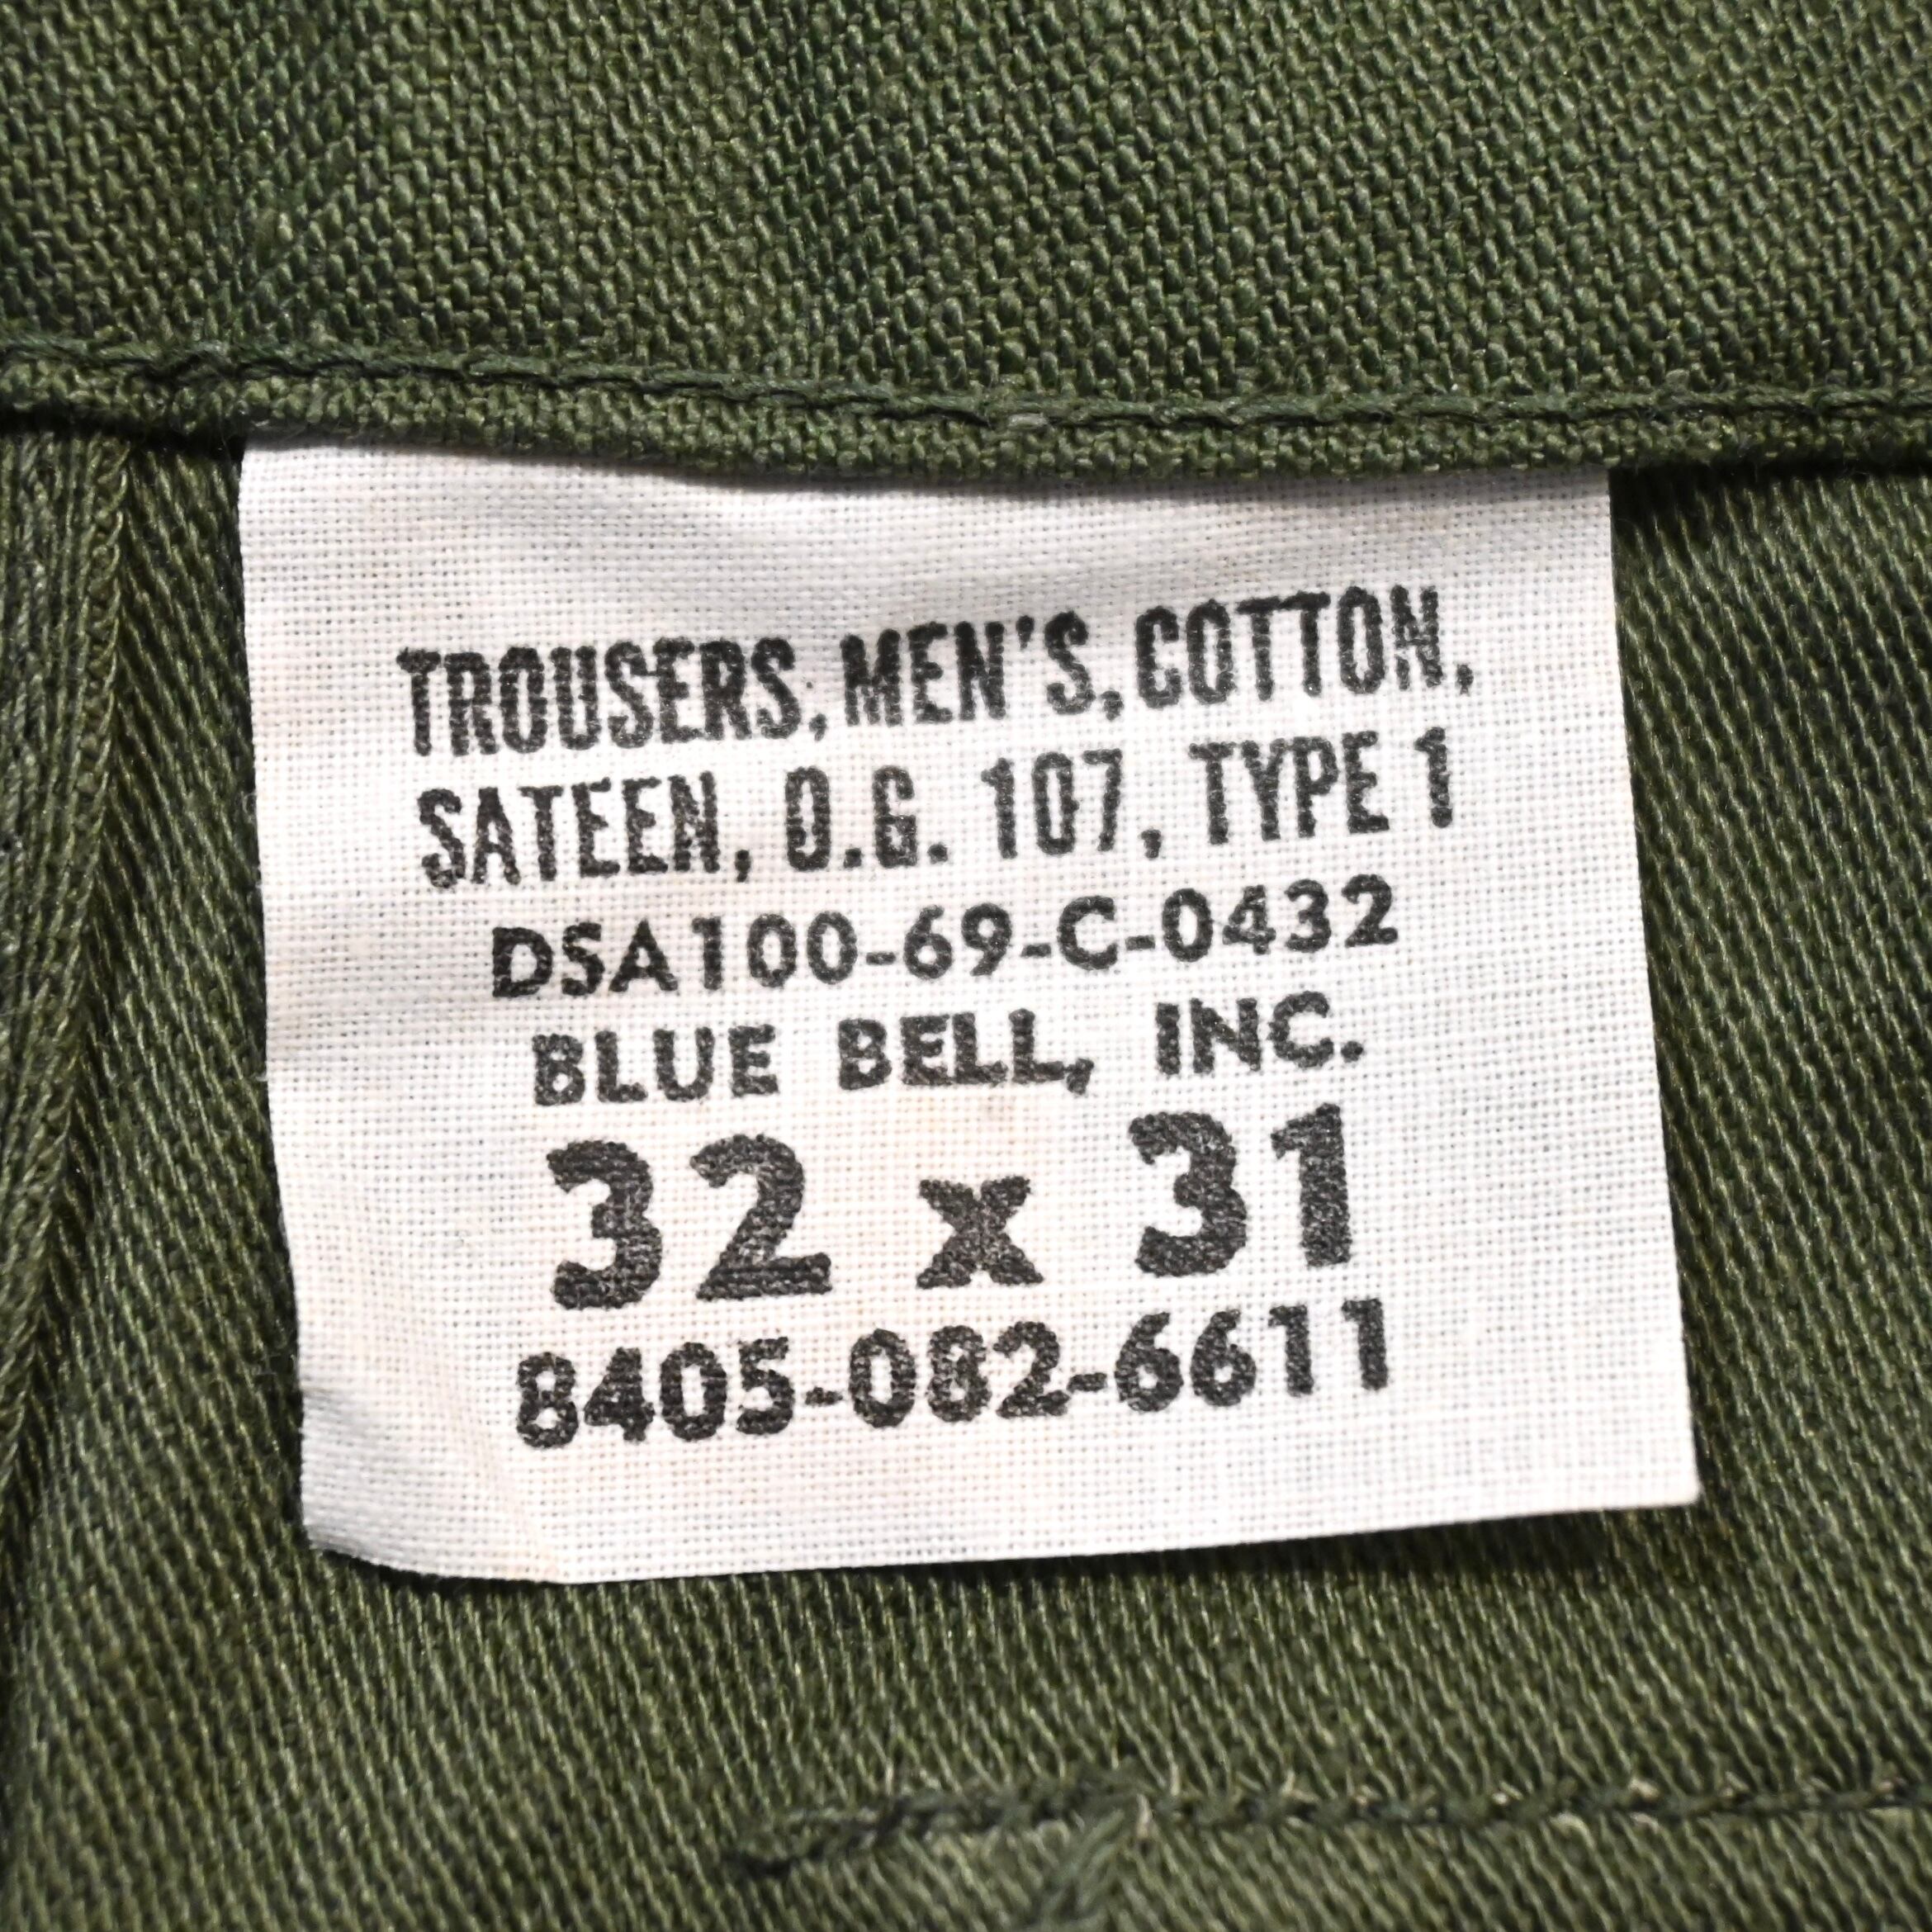 TROUSERS, MEN'S, COTTON,
SATEEN, O.G. 107, TYPE 1
DSA100-69-C-0432
BLUE BELL, INC.
32 x 31
8405-082-6611